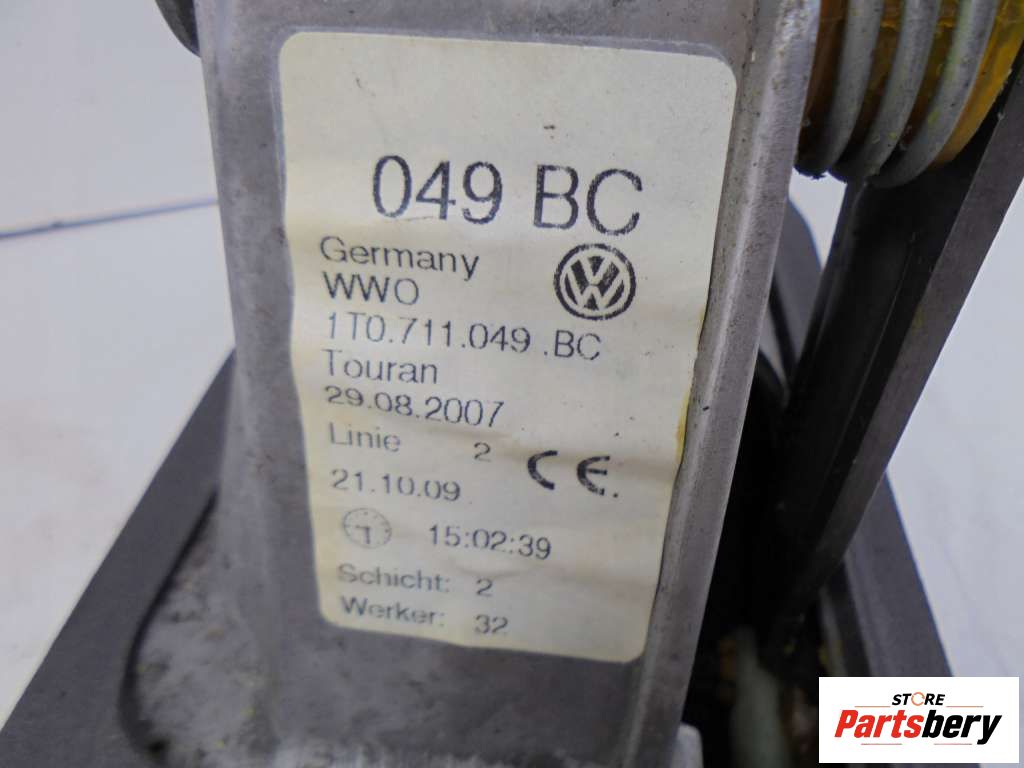 049 BC
Germany
WWO
1T0.711.049 .BC
Touran
29.08.2007
Linie 2
CE.
21.10.09
15:02:39
Schicht: 2
Werker: 32
STORE
Partsbery